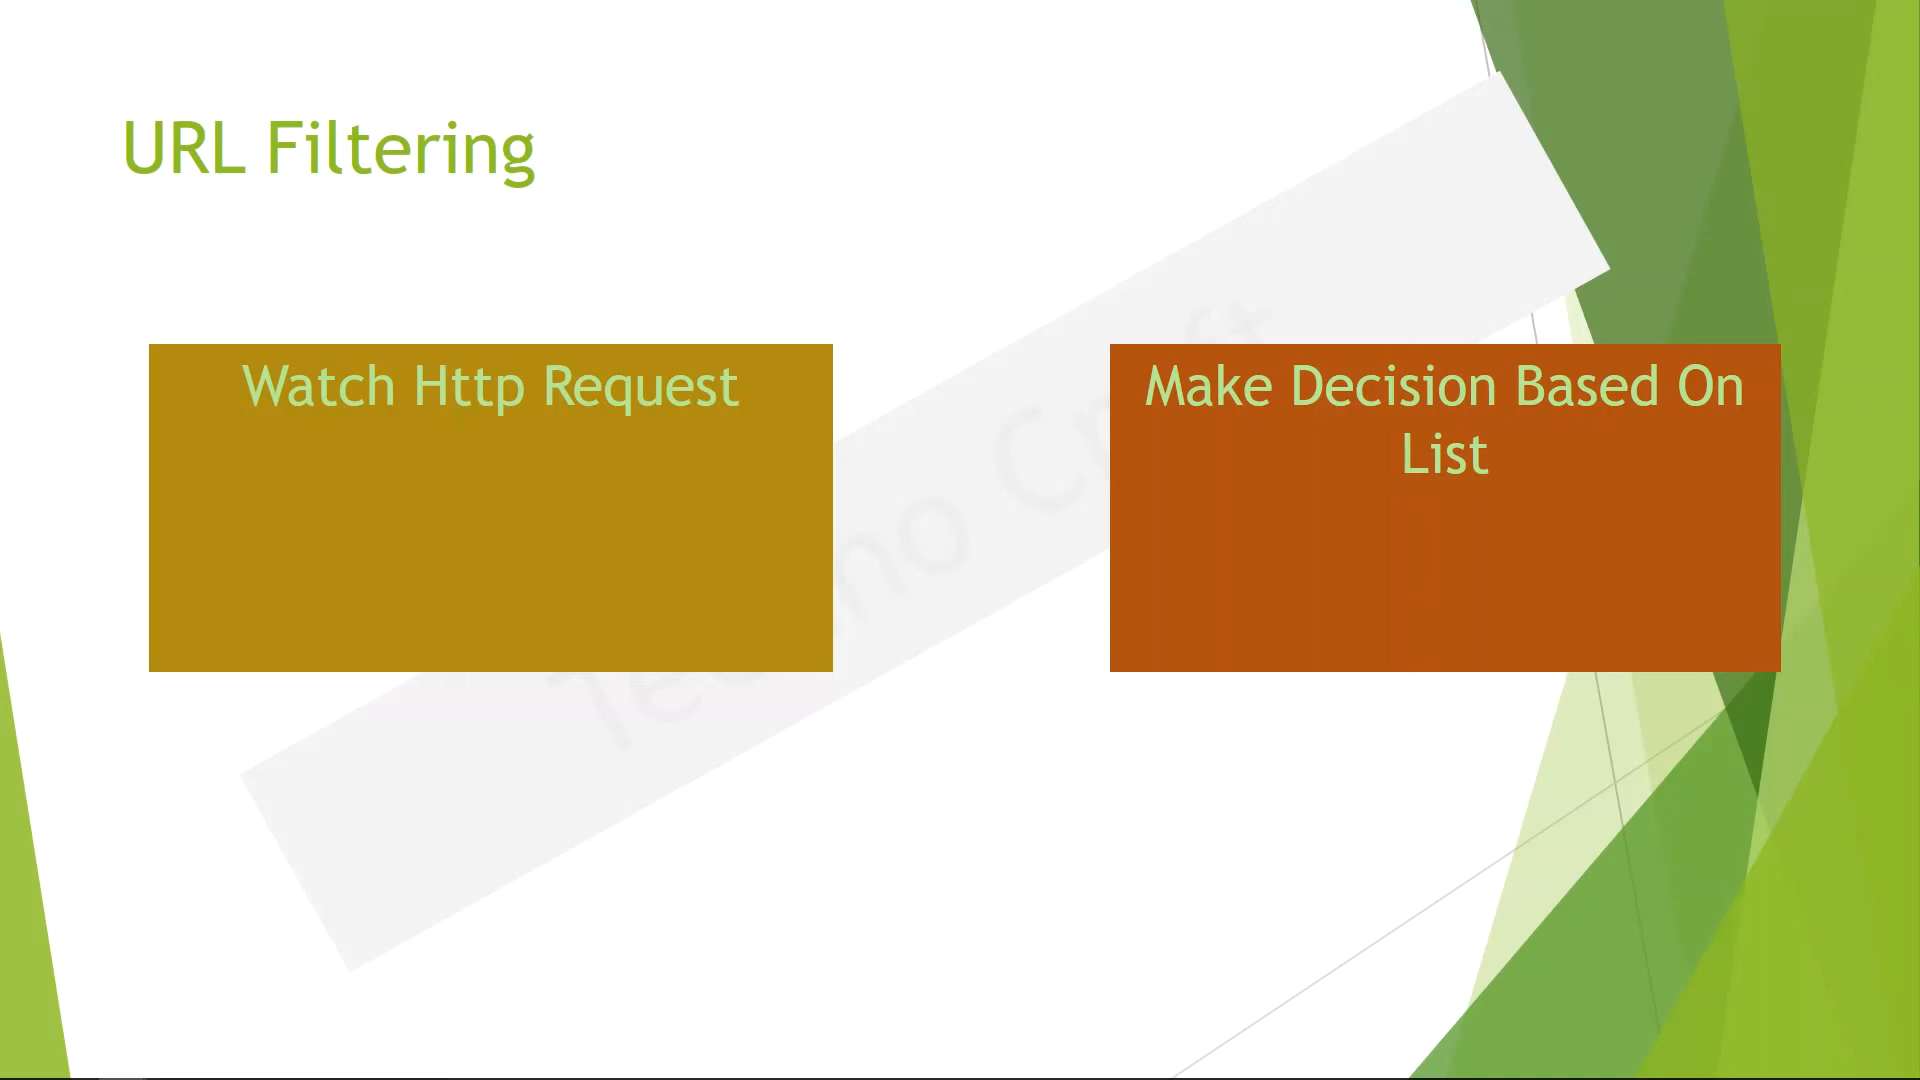 URL Filtering
Watch Http Request
Make Decision Based On
List